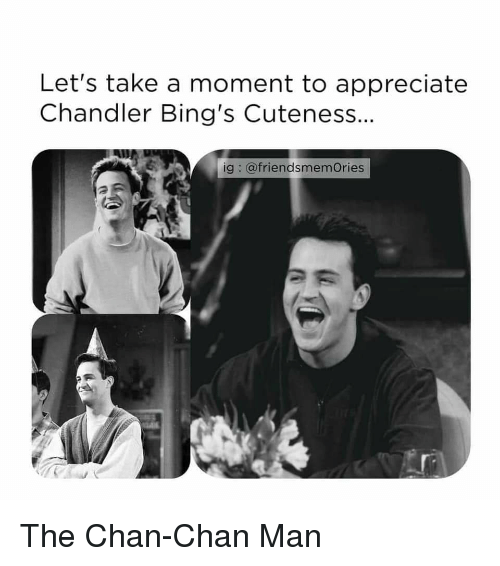 Let's take a moment to appreciate
Chandler Bing's Cuteness...
ig : @friendsmem0ries
The Chan-Chan Man